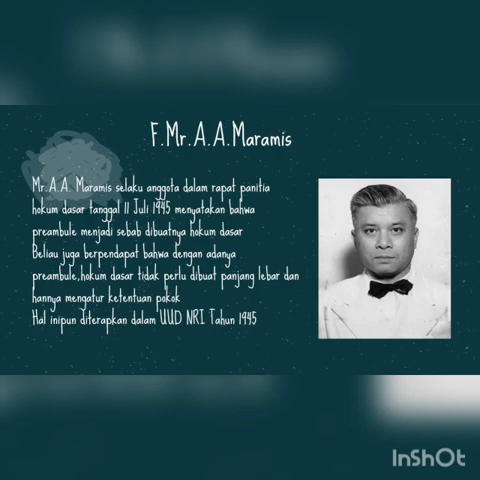 F.Mr.A.A.Maramis
Mr.A.A. Maramis selaku anggota dalam rapat panitia
hokum dasar tanggal 11 Juli 1945 menyatakan bahwa
preambule menjadi sebab dibuatnya hokum dasar
Beliau juga berpendapat bahwa dengan adanya
preambule,hokum dasar tidak perlu dibuat panjang lebar dan
hannya mengatur ketentuan pokok
Hal inipun diterapkan dalam UUD NRI Tahun 1945
InShOt